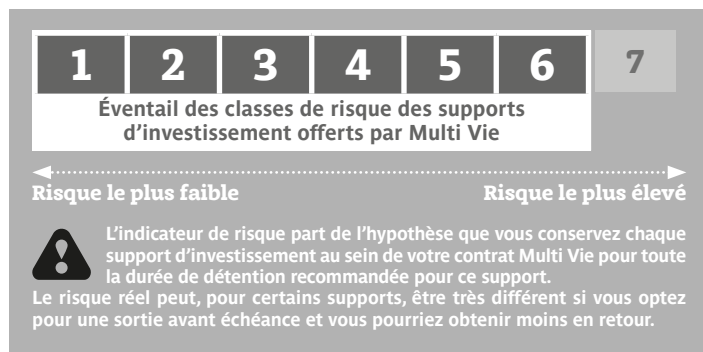 1 2 3 4 5 6 7
Éventail des classes de risque des supports
d'investissement offerts par Multi Vie
Risque le plus faible Risque le plus élevé
L'indicateur de risque part de l'hypothèse que vous conservez chaque
support d'investissement au sein de votre contrat Multi Vie pour toute
la durée de détention recommandée pour ce support.
Le risque réel peut, pour certains supports, être très différent si vous optez
pour une sortie avant échéance et vous pourriez obtenir moins en retour.